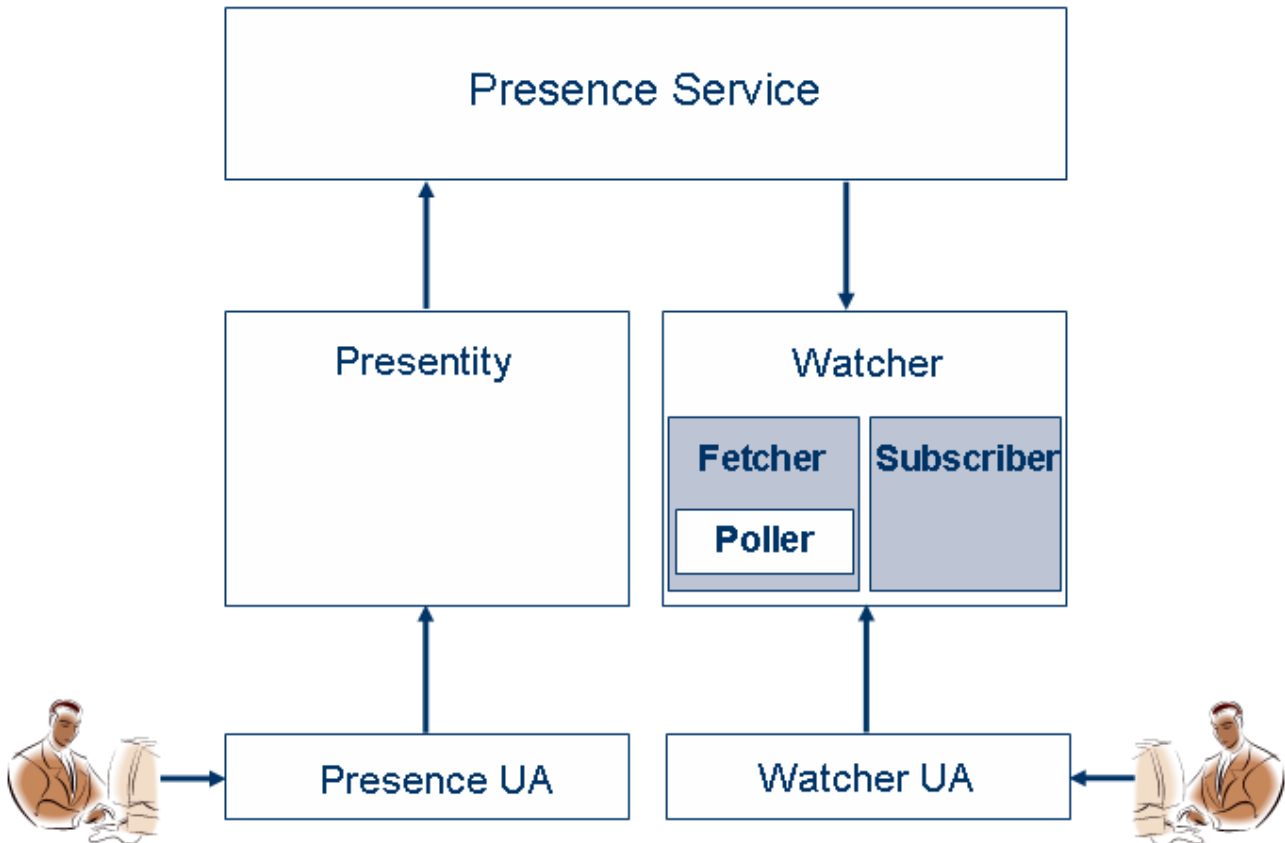 Presence Service
Presentity
Watcher
Fetcher
Subscriber
Poller
Presence UA
Watcher UA